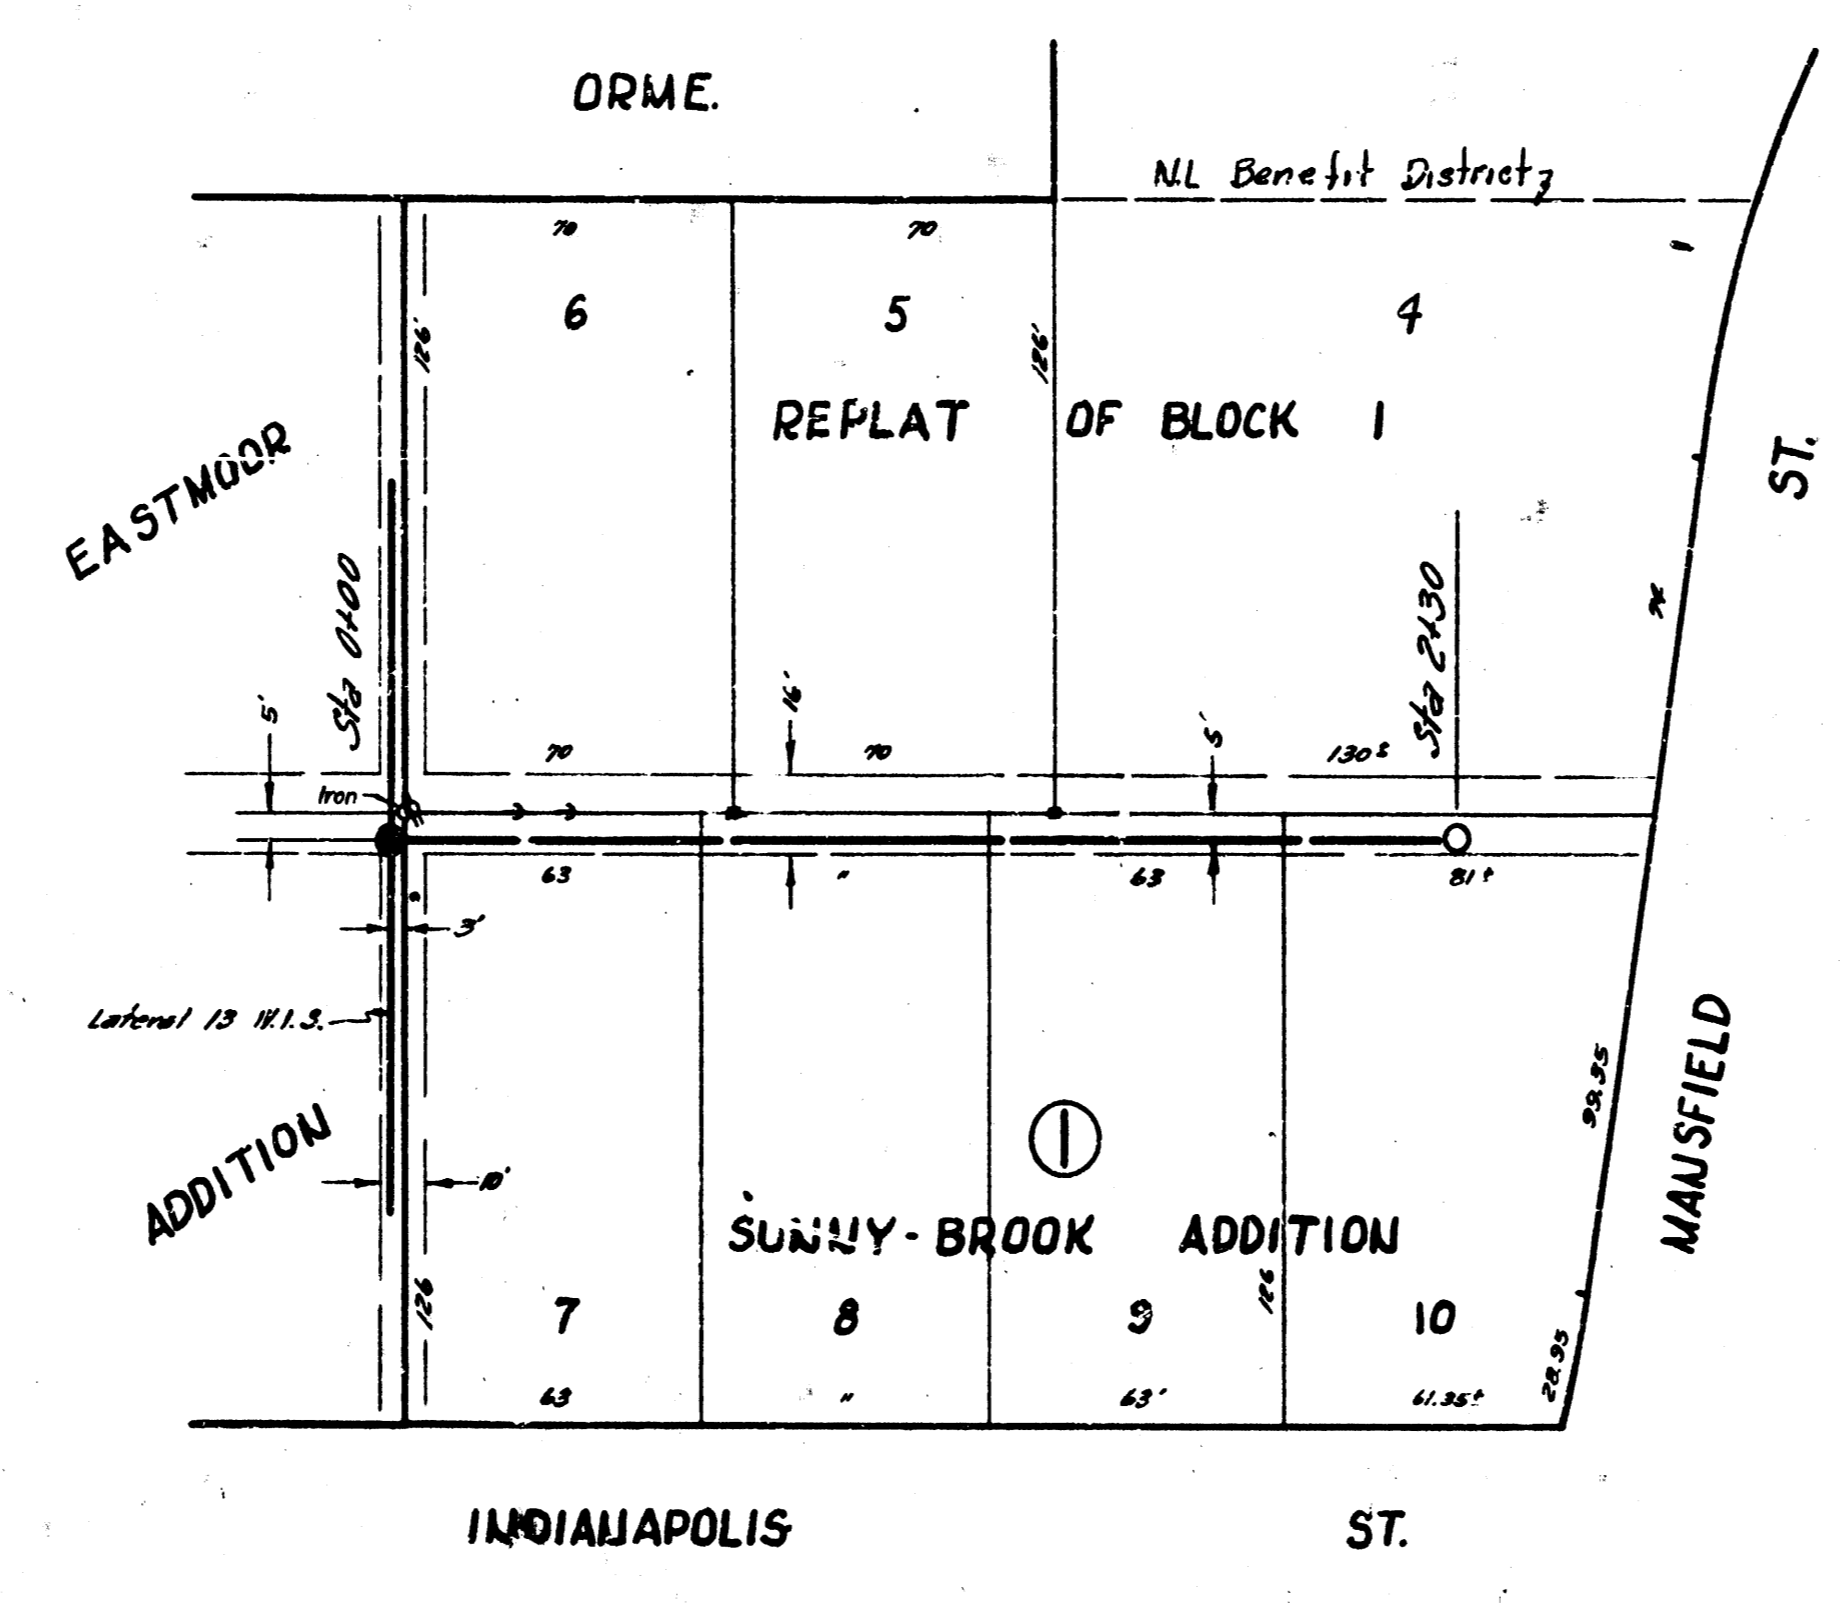 ORME.
N.L Benefit District
70
70
6
5
4
126'
126'
REPLAT OF BLOCK 1
EASTMOOR
ST.
Sta 0+00
Sta 2+30
5'
16'
5'
70
70
130±
Iron
63
"
63
81±
3'
Lateral 13 W.I.S.
99.35
MANSFIELD
ADDITION
1
10'
SUNNY-BROOK ADDITION
126
126
7
8
9
10
28.95
63
"
63'
61.35±
INDIANAPOLIS ST.